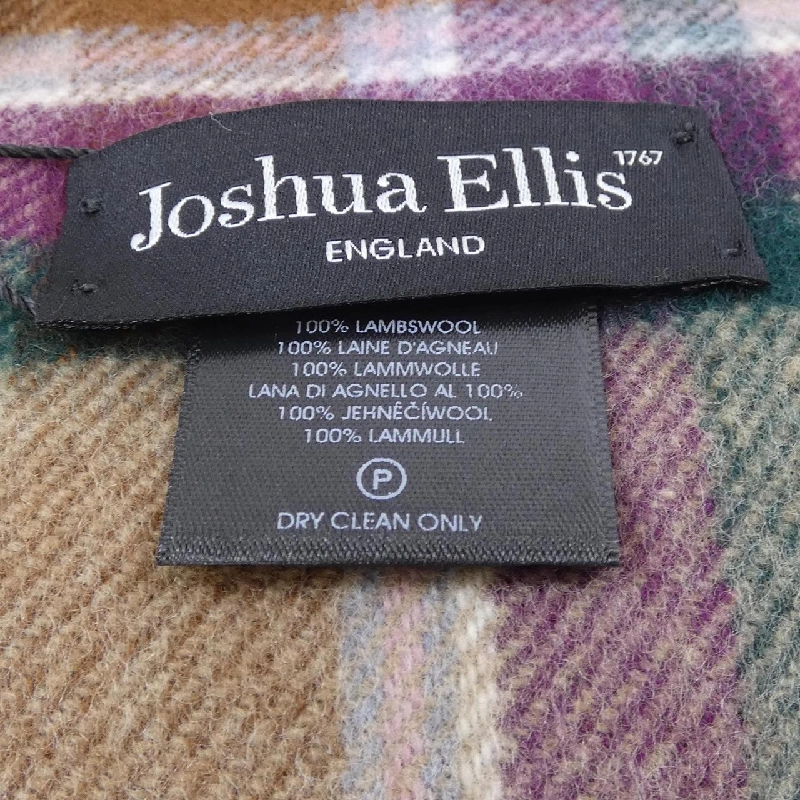 Joshua Ellis 1767
ENGLAND
100% LAMBSWOOL
100% LAINE D'AGNEAU
100% LAMMWOLLE
LANA DI AGNELLO AL 100%
100% JEHNĚČÍWOOL
100% LAMMULL
P
DRY CLEAN ONLY